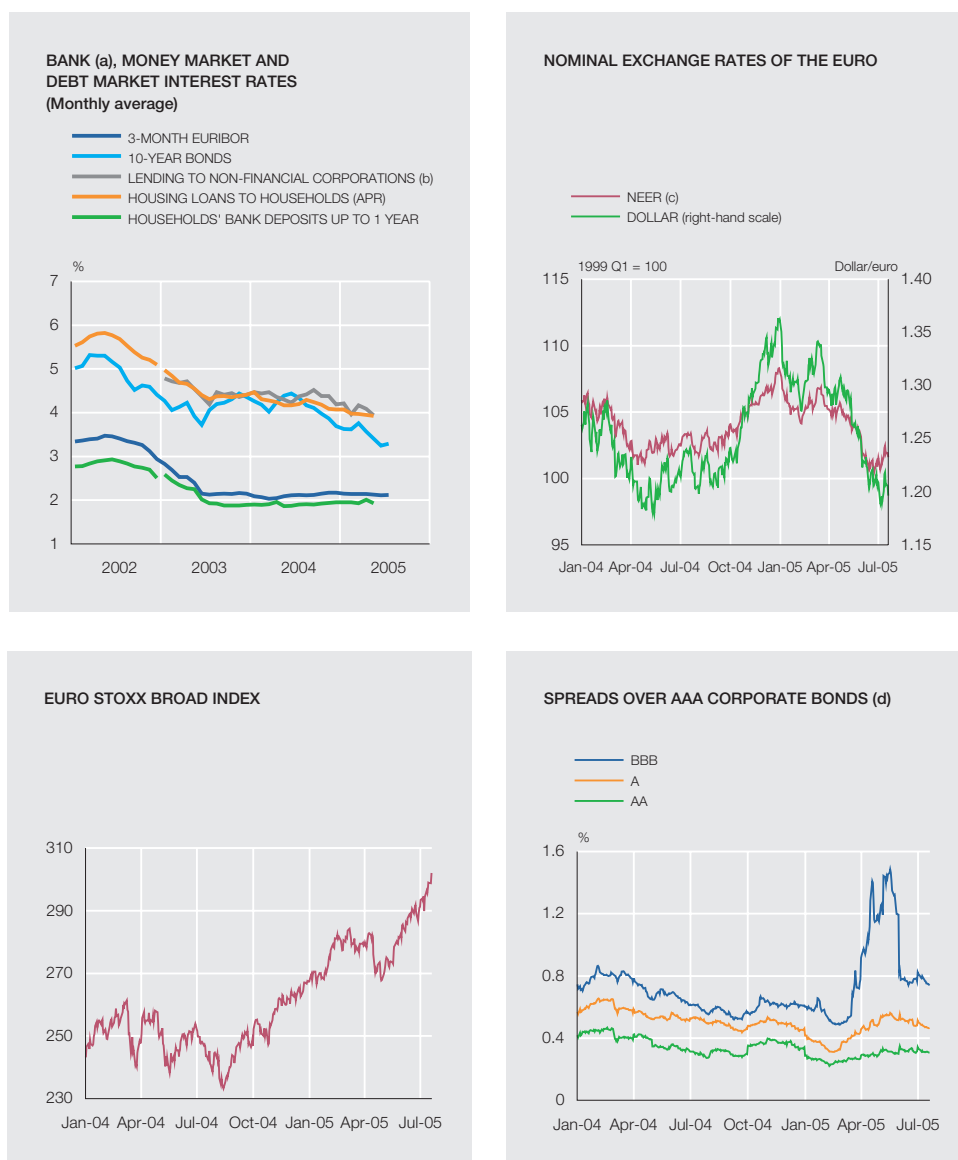 BANK (a), MONEY MARKET AND
DEBT MARKET INTEREST RATES
(Monthly average)
3-MONTH EURIBOR
10-YEAR BONDS
LENDING TO NON-FINANCIAL CORPORATIONS (b)
HOUSING LOANS TO HOUSEHOLDS (APR)
HOUSEHOLDS' BANK DEPOSITS UP TO 1 YEAR
%
7
6
5
4
3
2
1
2002 2003 2004 2005
NOMINAL EXCHANGE RATES OF THE EURO
NEER (c)
DOLLAR (right-hand scale)
1999 Q1 = 100 Dollar/euro
115 1.40
1.35
110
1.30
105
1.25
100
1.20
95 1.15
Jan-04 Apr-04 Jul-04 Oct-04 Jan-05 Apr-05 Jul-05
EURO STOXX BROAD INDEX
310
290
270
250
230
Jan-04 Apr-04 Jul-04 Oct-04 Jan-05 Apr-05 Jul-05
SPREADS OVER AAA CORPORATE BONDS (d)
BBB
A
AA
%
1.6
1.2
0.8
0.4
0
Jan-04 Apr-04 Jul-04 Oct-04 Jan-05 Apr-05 Jul-05